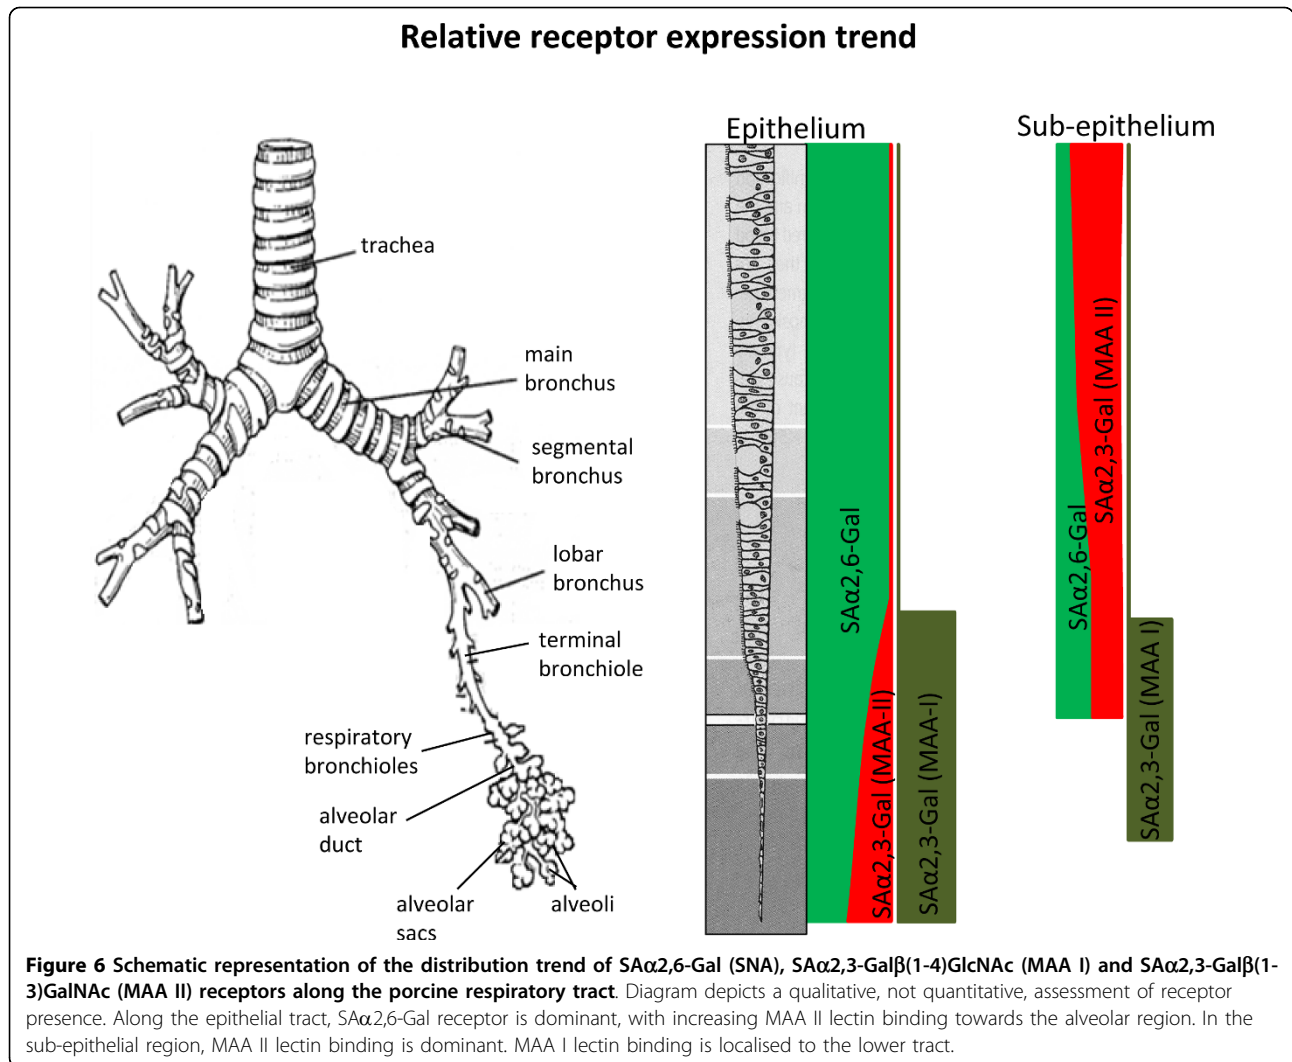 Relative receptor expression trend
Epithelium
Sub-epithelium
trachea
main
bronchus
segmental
bronchus
lobar
bronchus
terminal
bronchiole
respiratory
bronchioles
alveolar
duct
alveolar
sacs
alveoli
SAα2,6-Gal
SAα2,3-Gal (MAA-II)
SAα2,3-Gal (MAA-I)
SAα2,6-Gal
SAα2,3-Gal (MAA II)
SAα2,3-Gal (MAA I)
Figure 6 Schematic representation of the distribution trend of SAα2,6-Gal (SNA), SAα2,3-Galβ(1-4)GlcNAc (MAA I) and SAα2,3-Galβ(1-
3)GalNAc (MAA II) receptors along the porcine respiratory tract. Diagram depicts a qualitative, not quantitative, assessment of receptor
presence. Along the epithelial tract, SAα2,6-Gal receptor is dominant, with increasing MAA II lectin binding towards the alveolar region. In the
sub-epithelial region, MAA II lectin binding is dominant. MAA I lectin binding is localised to the lower tract.